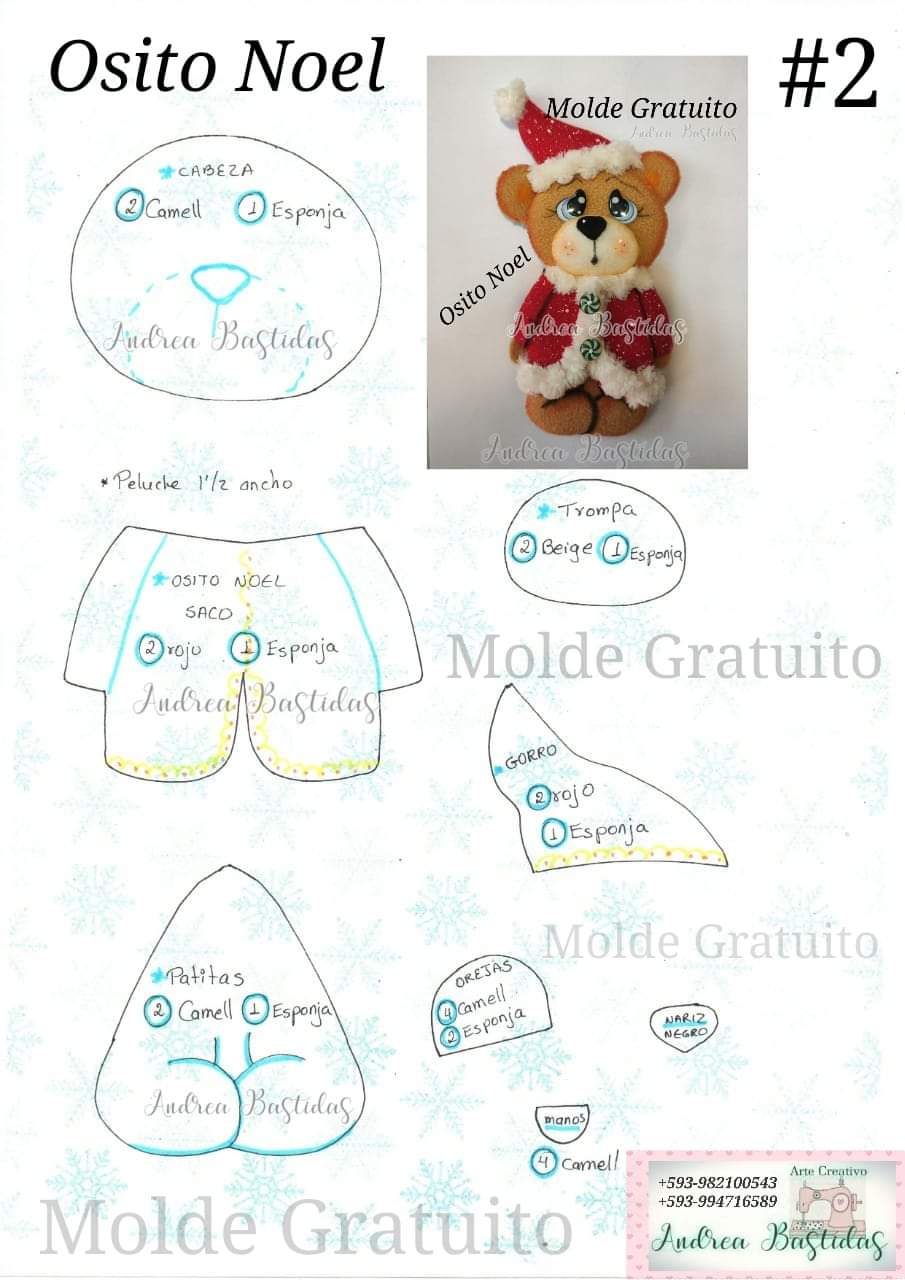 Osito Noel
#2
Molde Gratuito
Andrea Bastidas
Osito Noel
Andrea Bastidas
Andrea Bastidas
CABEZA
2 Camell 1 Esponja
Andrea Bastidas
* Peluche 1 1/2 ancho
OSITO NOEL
SACO
2 rojo 1 Esponja
Andrea Bastidas
Trompa
2 Beige 1 Esponja
Molde Gratuito
GORRO
2 rojo
1 Esponja
Molde Gratuito
Patitas
2 Camell 1 Esponja
Andrea Bastidas
OREJAS
4 Camell
2 Esponja
NARIZ
NEGRO
manos
4 Camell
Molde Gratuito
+593-982100543
+593-994716589
Arte Creativo
Andrea Bastidas